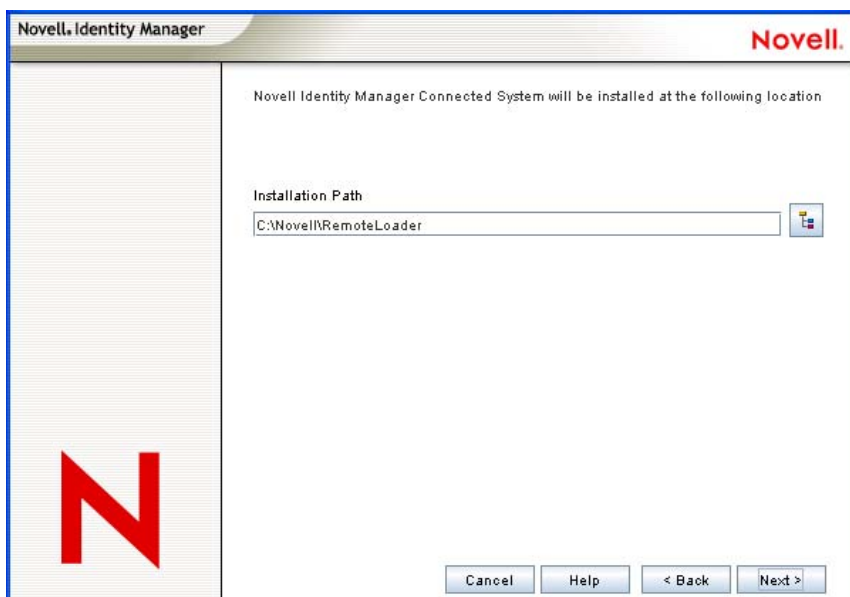 Novell. Identity Manager
Novell.
Novell Identity Manager Connected System will be installed at the following location
Installation Path
C:\Novell\RemoteLoader
N
Cancel Help < Back Next >